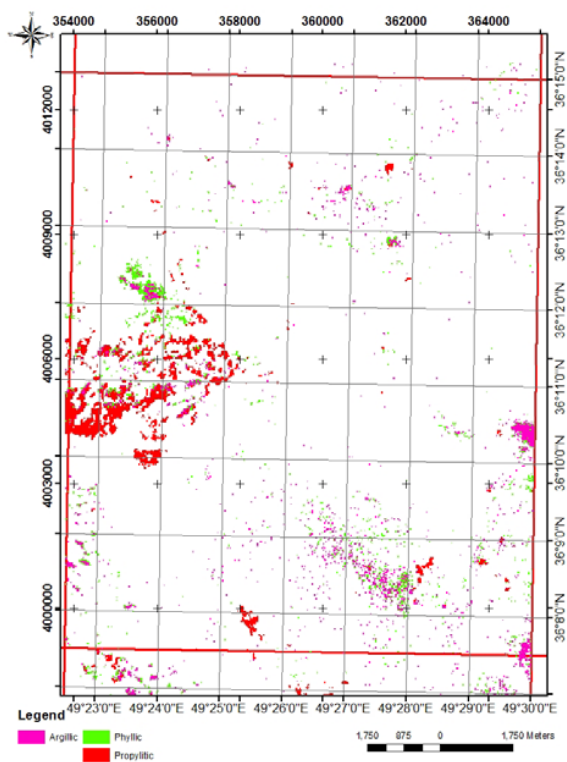 354000 356000 358000 360000 362000 364000
36°15'0"N
4012000
36°14'0"N
4009000
36°13'0"N
36°12'0"N
4006000
36°11'0"N
36°10'0"N
4003000
36°9'0"N
36°8'0"N
4000000
49°23'0"E 49°24'0"E 49°25'0"E 49°26'0"E 49°27'0"E 49°28'0"E 49°29'0"E 49°30'0"E
Legend
Argillic Phyllic
Propylitic
1,750 875 0 1,750 Meters